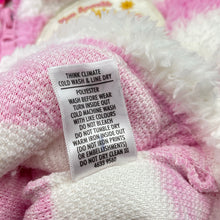 THINK CLIMATE
COLD WASH & LINE DRY
POLYESTER
WASH BEFORE WEAR
TURN INSIDE OUT
COLD MACHINE WASH
WITH LIKE COLOURS
DO NOT BLEACH
DO NOT TUMBLE DRY
WARM IRON INSIDE OUT
(DO NOT IRON PRINT
OR EMBELLISHMENTS)
DO NOT DRY CLEAN